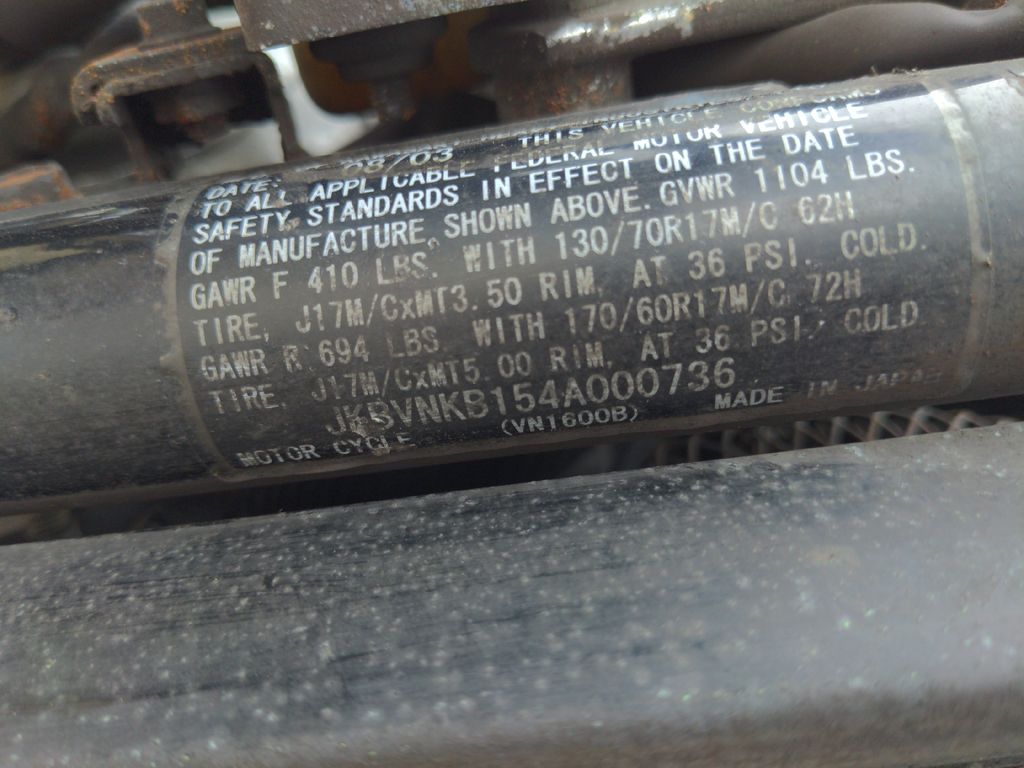 DATE: 08/03 THIS VEHICLE CONFORMS
TO ALL APPLICABLE FEDERAL MOTOR VEHICLE
SAFETY STANDARDS IN EFFECT ON THE DATE
OF MANUFACTURE SHOWN ABOVE. GVWR 1104 LBS.
GAWR F 410 LBS. WITH 130/70R17M/C 62H
TIRE, J17M/CxMT3.50 RIM, AT 36 PSI. COLD.
GAWR R 694 LBS. WITH 170/60R17M/C 72H
TIRE, J17M/CxMT5.00 RIM, AT 36 PSI. COLD
JKBVNKB154A000736
MOTOR CYCLE (VN1600B) MADE IN JAPAN